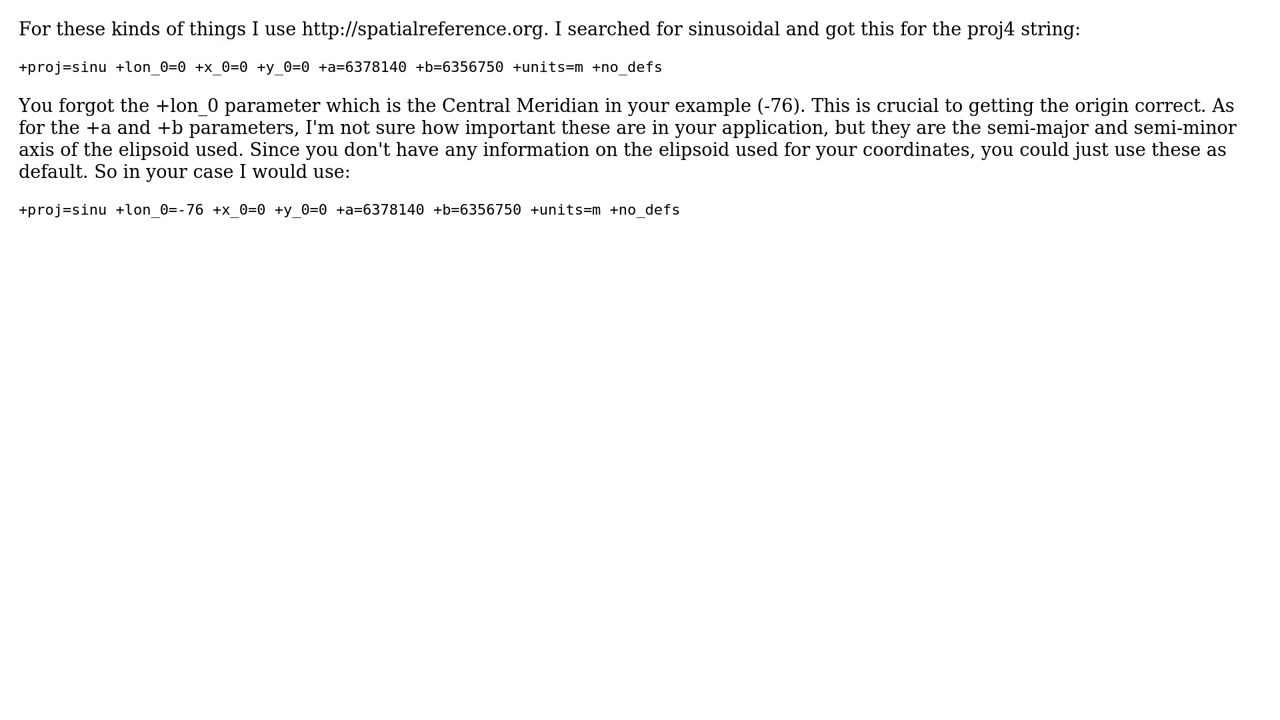 For these kinds of things I use http://spatialreference.org. I searched for sinusoidal and got this for the proj4 string:
+proj=sinu +lon_0=0 +x_0=0 +y_0=0 +a=6378140 +b=6356750 +units=m +no_defs
You forgot the +lon_0 parameter which is the Central Meridian in your example (-76). This is crucial to getting the origin correct. As
for the +a and +b parameters, I'm not sure how important these are in your application, but they are the semi-major and semi-minor
axis of the elipsoid used. Since you don't have any information on the elipsoid used for your coordinates, you could just use these as
default. So in your case I would use:
+proj=sinu +lon_0=-76 +x_0=0 +y_0=0 +a=6378140 +b=6356750 +units=m +no_defs